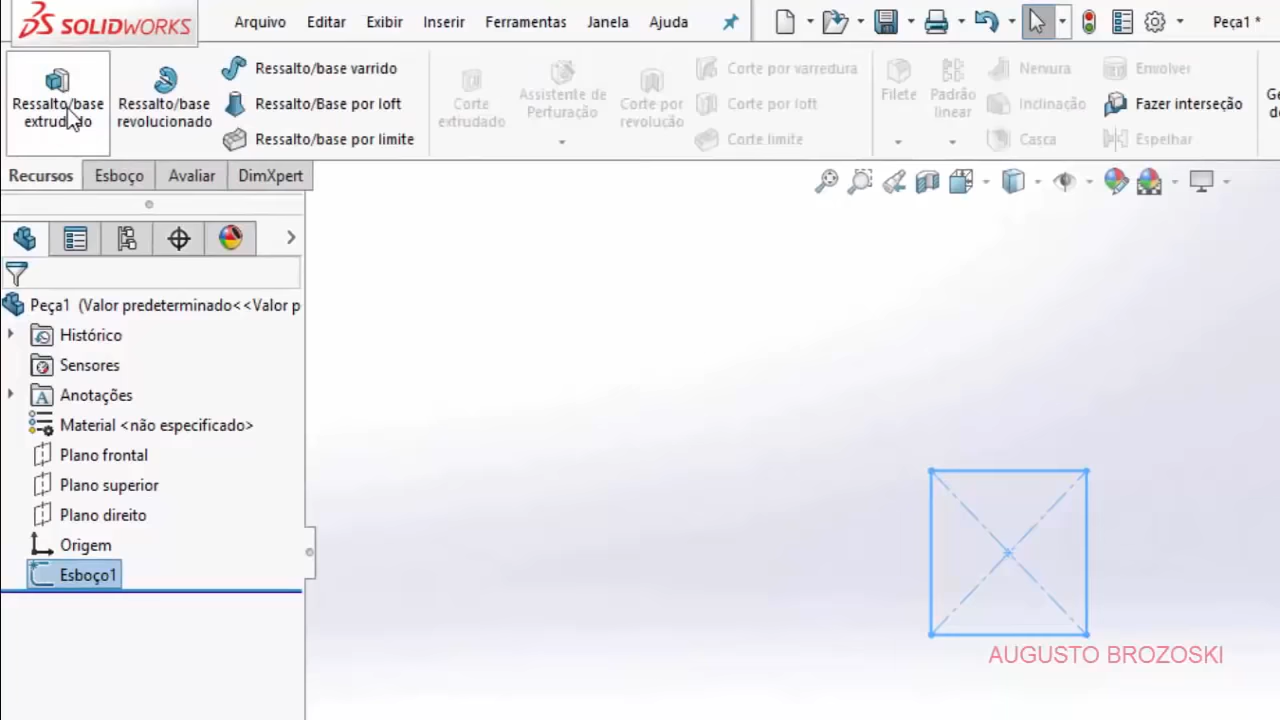 SOLIDWORKS
Arquivo Editar Exibir Inserir Ferramentas Janela Ajuda
Peça1 *
Ressalto/base extrudado
Ressalto/base revolucionado
Ressalto/base varrido
Ressalto/Base por loft
Ressalto/base por limite
Corte extrudado
Assistente de Perfuração
Corte por revolução
Corte por varredura
Corte por loft
Corte limite
Filete
Padrão linear
Nervura
Inclinação
Casca
Envolver
Fazer interseção
Espelhar
Recursos Esboço Avaliar DimXpert
Peça1 (Valor predeterminado<<Valor p
Histórico
Sensores
Anotações
Material <não especificado>
Plano frontal
Plano superior
Plano direito
Origem
Esboço1
AUGUSTO BROZOSKI